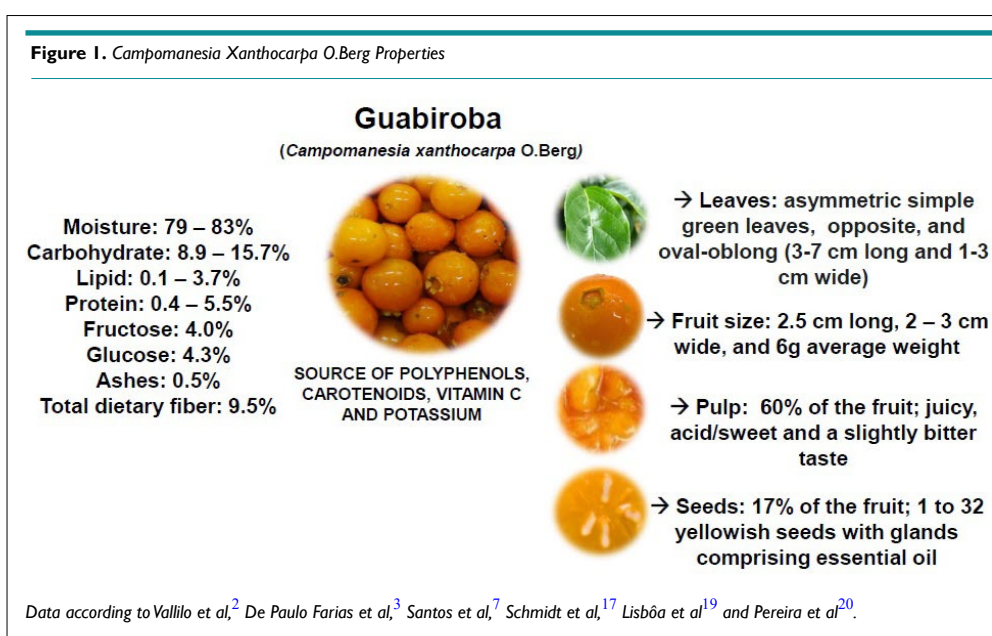 Figure 1. Campomanesia Xanthocarpa O.Berg Properties
Guabiroba
(Campomanesia xanthocarpa O.Berg)
Moisture: 79 – 83%
Carbohydrate: 8.9 – 15.7%
Lipid: 0.1 – 3.7%
Protein: 0.4 – 5.5%
Fructose: 4.0%
Glucose: 4.3%
Ashes: 0.5%
Total dietary fiber: 9.5%
SOURCE OF POLYPHENOLS,
CAROTENOIDS, VITAMIN C
AND POTASSIUM
→ Leaves: asymmetric simple
green leaves, opposite, and
oval-oblong (3-7 cm long and 1-3
cm wide)
→ Fruit size: 2.5 cm long, 2 – 3 cm
wide, and 6g average weight
→ Pulp: 60% of the fruit; juicy,
acid/sweet and a slightly bitter
taste
→ Seeds: 17% of the fruit; 1 to 32
yellowish seeds with glands
comprising essential oil
Data according to Vallilo et al,2 De Paulo Farias et al,3 Santos et al,7 Schmidt et al,17 Lisbôa et al19 and Pereira et al20.